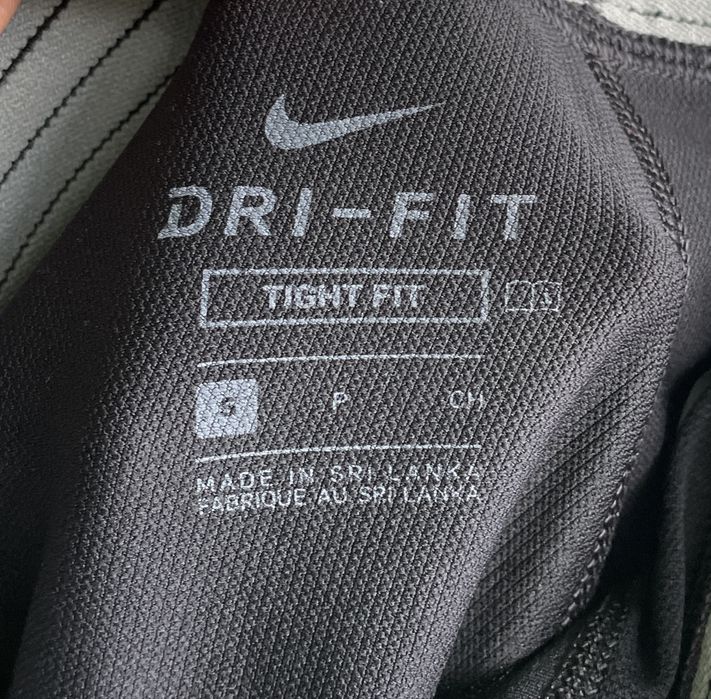 DRI-FIT
TIGHT FIT
S P CH
MADE IN SRI LANKA
FABRIQUE AU SRI LANKA